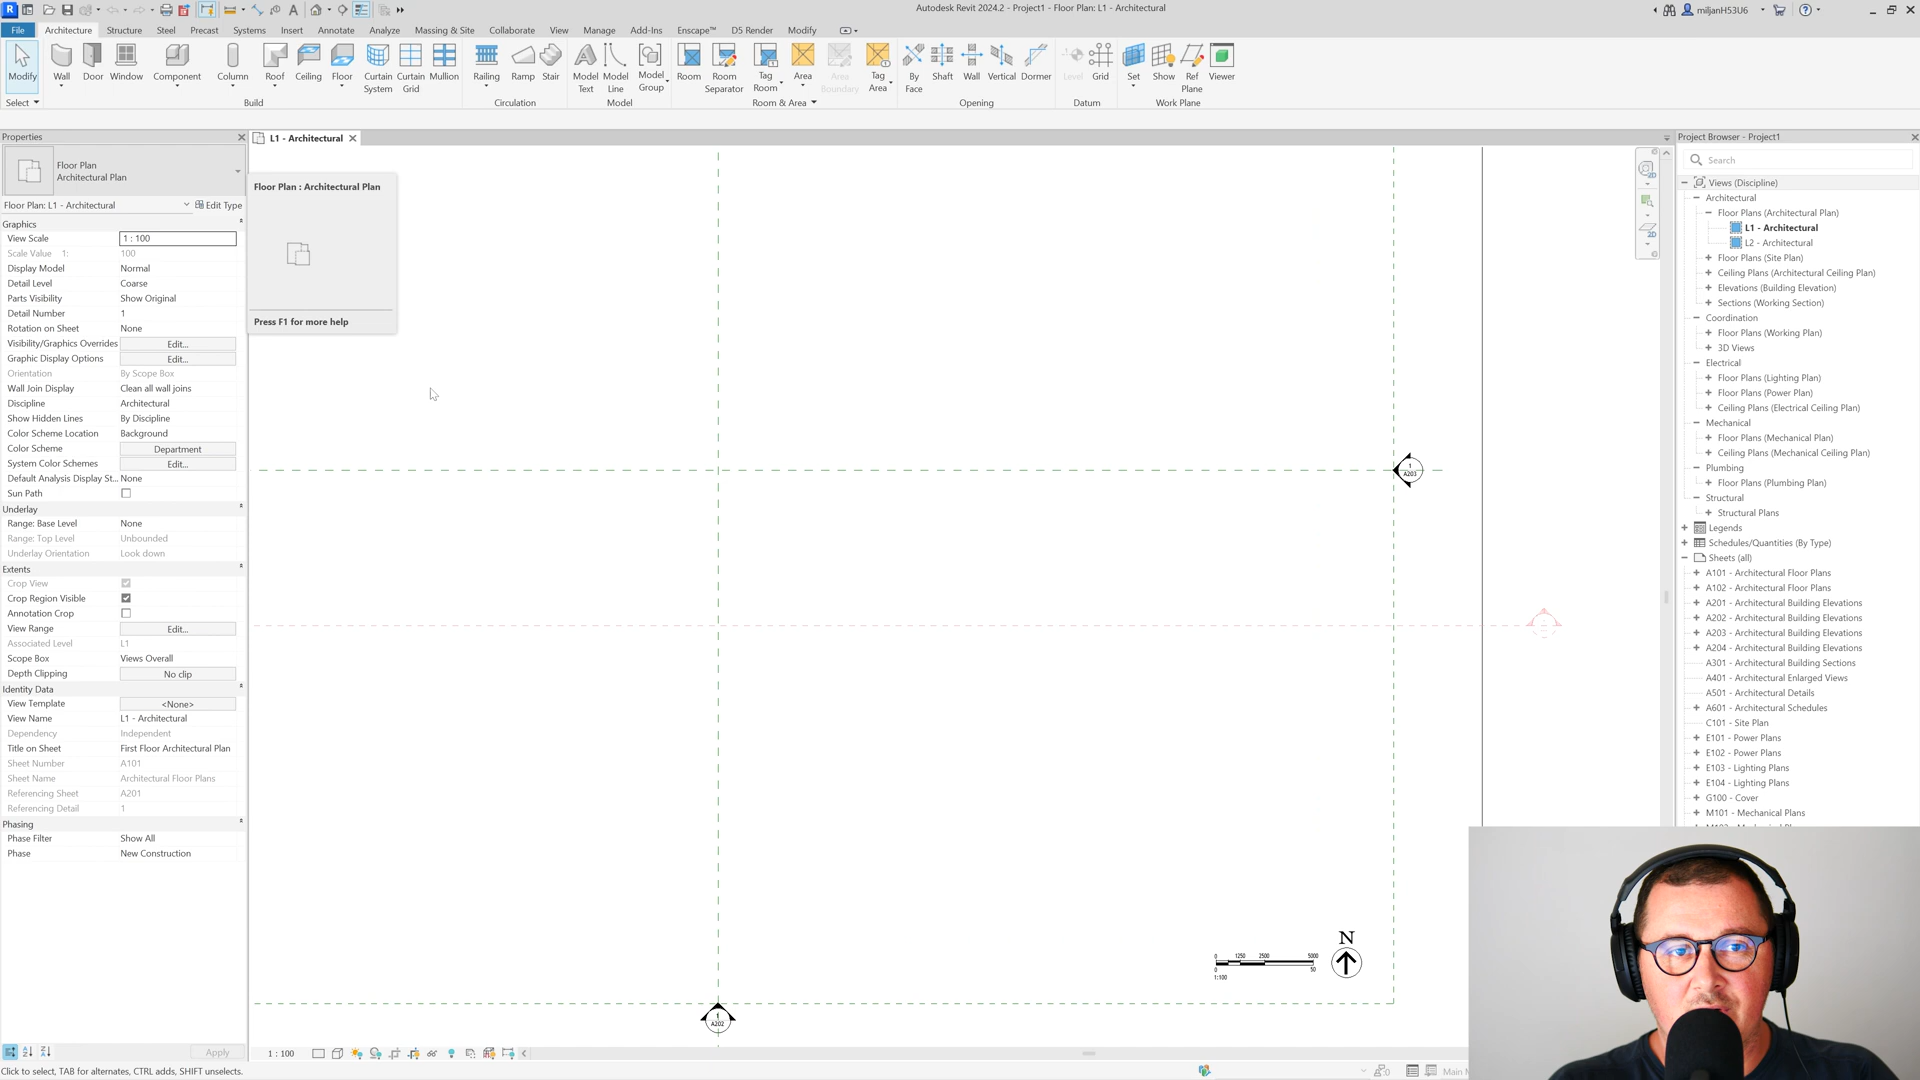 Autodesk Revit 2024.2 - Project1 - Floor Plan: L1 - Architectural
miljanH53U6
File Architecture Structure Steel Precast Systems Insert Annotate Analyze Massing & Site Collaborate View Manage Add-Ins Enscape™ D5 Render Modify
Modify Wall Door Window Component Column Roof Ceiling Floor Curtain System Curtain Grid Mullion Railing Ramp Stair Model Text Model Line Model Group Room Room Separator Tag Room Area Area Boundary Tag Area By Face Shaft Wall Vertical Dormer Level Grid Set Show Ref Plane Viewer
Select Build Circulation Model Room & Area Opening Datum Work Plane
Properties
Floor Plan
Architectural Plan
Floor Plan: L1 - Architectural Edit Type
Graphics
View Scale 1 : 100
Scale Value 1: 100
Display Model Normal
Detail Level Coarse
Parts Visibility Show Original
Detail Number 1
Rotation on Sheet None
Visibility/Graphics Overrides Edit...
Graphic Display Options Edit...
Orientation By Scope Box
Wall Join Display Clean all wall joins
Discipline Architectural
Show Hidden Lines By Discipline
Color Scheme Location Background
Color Scheme Department
System Color Schemes Edit...
Default Analysis Display St... None
Sun Path
Underlay
Range: Base Level None
Range: Top Level Unbounded
Underlay Orientation Look down
Extents
Crop View
Crop Region Visible
Annotation Crop
View Range Edit...
Associated Level L1
Scope Box Views Overall
Depth Clipping No clip
Identity Data
View Template <None>
View Name L1 - Architectural
Dependency Independent
Title on Sheet First Floor Architectural Plan
Sheet Number A101
Sheet Name Architectural Floor Plans
Referencing Sheet A201
Referencing Detail 1
Phasing
Phase Filter Show All
Phase New Construction
Apply
L1 - Architectural
Floor Plan : Architectural Plan
Press F1 for more help
1
A203
1
A202
N
0 1250 2500 5000
0 50
1:100
2D
2D
Project Browser - Project1
Search
Views (Discipline)
Architectural
Floor Plans (Architectural Plan)
L1 - Architectural
L2 - Architectural
Floor Plans (Site Plan)
Ceiling Plans (Architectural Ceiling Plan)
Elevations (Building Elevation)
Sections (Working Section)
Coordination
Floor Plans (Working Plan)
3D Views
Electrical
Floor Plans (Lighting Plan)
Floor Plans (Power Plan)
Ceiling Plans (Electrical Ceiling Plan)
Mechanical
Floor Plans (Mechanical Plan)
Ceiling Plans (Mechanical Ceiling Plan)
Plumbing
Floor Plans (Plumbing Plan)
Structural
Structural Plans
Legends
Schedules/Quantities (By Type)
Sheets (all)
A101 - Architectural Floor Plans
A102 - Architectural Floor Plans
A201 - Architectural Building Elevations
A202 - Architectural Building Elevations
A203 - Architectural Building Elevations
A204 - Architectural Building Elevations
A301 - Architectural Building Sections
A401 - Architectural Enlarged Views
A501 - Architectural Details
A601 - Architectural Schedules
C101 - Site Plan
E101 - Power Plans
E102 - Power Plans
E103 - Lighting Plans
E104 - Lighting Plans
G100 - Cover
M101 - Mechanical Plans
1 : 100
Click to select, TAB for alternates, CTRL adds, SHIFT unselects.
:0
Main